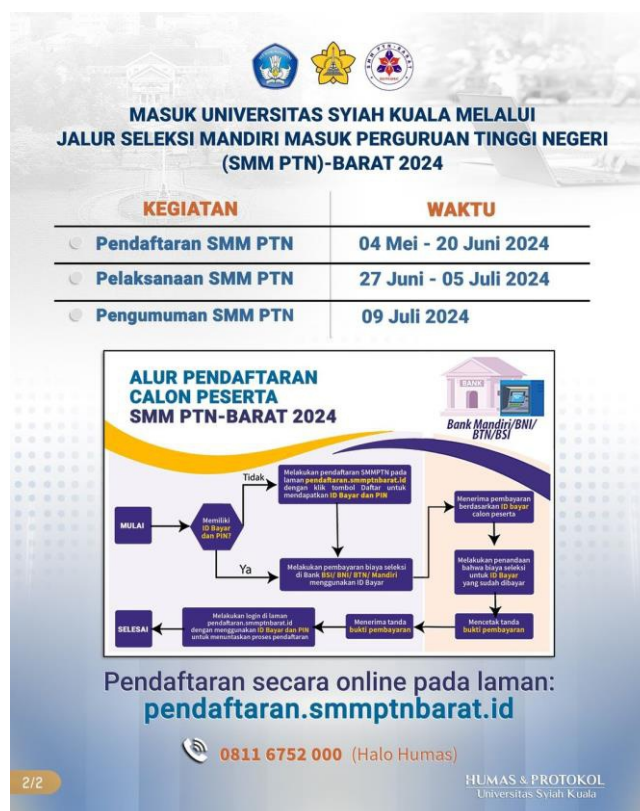 SMM PTN-BARAT
MASUK UNIVERSITAS SYIAH KUALA MELALUI
JALUR SELEKSI MANDIRI MASUK PERGURUAN TINGGI NEGERI
(SMM PTN)-BARAT 2024
KEGIATAN WAKTU
Pendaftaran SMM PTN 04 Mei - 20 Juni 2024
Pelaksanaan SMM PTN 27 Juni - 05 Juli 2024
Pengumuman SMM PTN 09 Juli 2024
ALUR PENDAFTARAN
CALON PESERTA
SMM PTN-BARAT 2024
BANK
Bank Mandiri/BNI/
BTN/BSI
MULAI
Memiliki
ID Bayar
dan PIN?
Tidak
Melakukan pendaftaran SMMPTN pada
laman pendaftaran.smmptnbarat.id
dengan klik tombol Daftar untuk
mendapatkan ID Bayar dan PIN
Ya
Melakukan pembayaran biaya seleksi
di Bank BSI/ BNI/ BTN/ Mandiri
menggunakan ID Bayar
Menerima pembayaran
berdasarkan ID bayar
calon peserta
Melakukan penandaan
bahwa biaya seleksi
untuk ID Bayar
yang sudah dibayar
Mencetak tanda
bukti pembayaran
Menerima tanda
bukti pembayaran
Melakukan login di laman
pendaftaran.smmptnbarat.id
dengan menggunakan ID Bayar dan PIN
untuk menuntaskan proses pendaftaran
SELESAI
Pendaftaran secara online pada laman:
pendaftaran.smmptnbarat.id
0811 6752 000 (Halo Humas)
2/2
HUMAS & PROTOKOL
Universitas Syiah Kuala